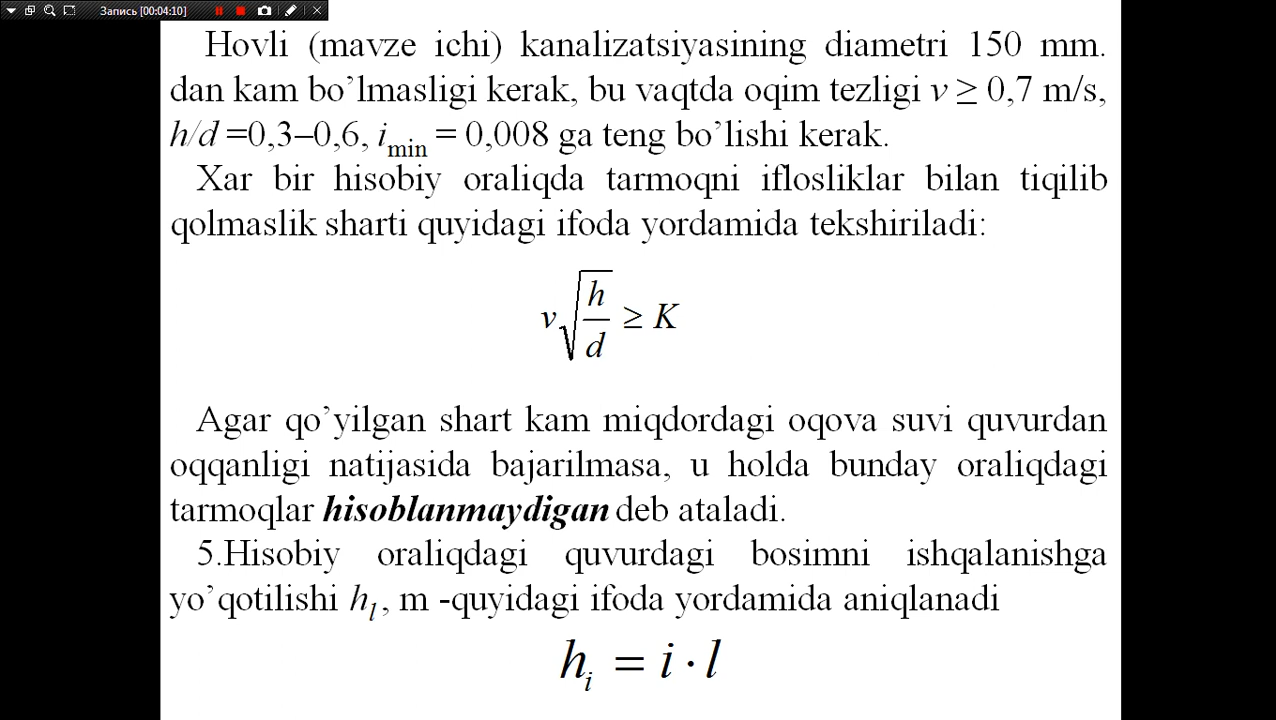 Запись [00:04:10]
Hovli (mavze ichi) kanalizatsiyasining diametri 150 mm.
dan kam bo’lmasligi kerak, bu vaqtda oqim tezligi v ≥ 0,7 m/s,
h/d =0,3–0,6, i_min = 0,008 ga teng bo’lishi kerak.
Xar bir hisobiy oraliqda tarmoqni iflosliklar bilan tiqilib
qolmaslik sharti quyidagi ifoda yordamida tekshiriladi:
v√(h/d) ≥ K
Agar qo’yilgan shart kam miqdordagi oqova suvi quvurdan
oqqanligi natijasida bajarilmasa, u holda bunday oraliqdagi
tarmoqlar hisoblanmaydigan deb ataladi.
5.Hisobiy oraliqdagi quvurdagi bosimni ishqalanishga
yo’qotilishi h_l, m -quyidagi ifoda yordamida aniqlanadi
h_i = i · l